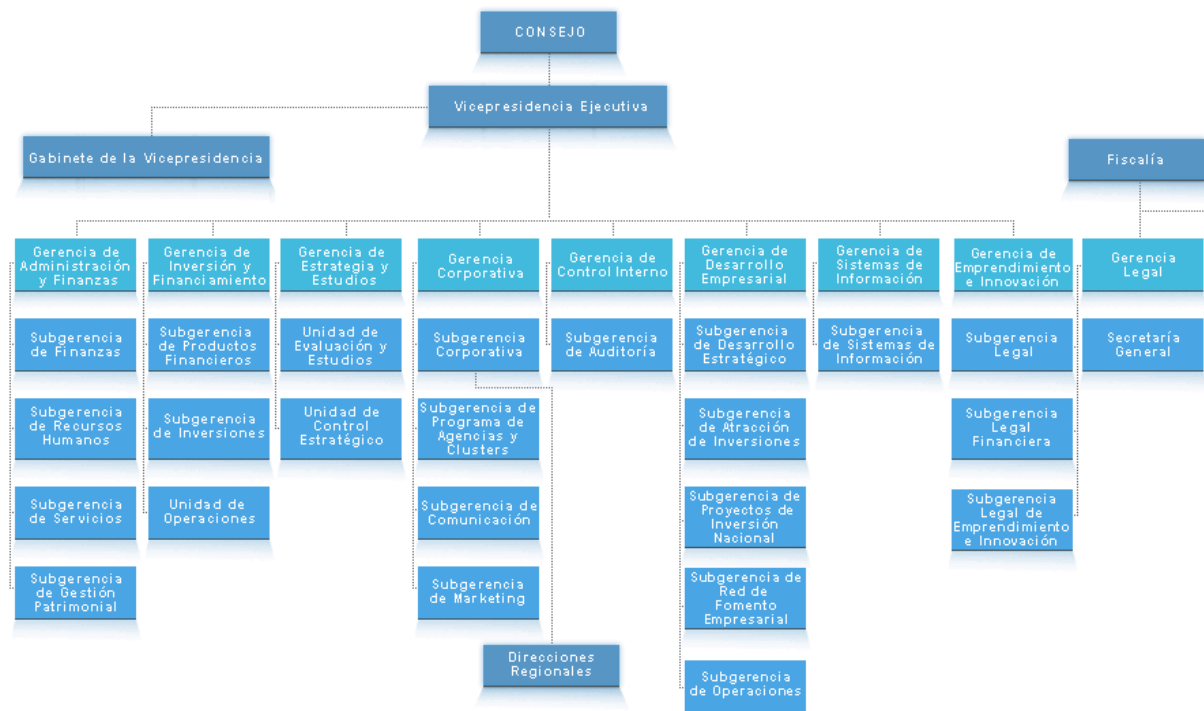 CONSEJO
Vicepresidencia Ejecutiva
Gabinete de la Vicepresidencia
Fiscalía
Gerencia de
Administración
y Finanzas
Gerencia de
Inversión y
Financiamiento
Gerencia de
Estrategia y
Estudios
Gerencia
Corporativa
Gerencia de
Control Interno
Gerencia de
Desarrollo
Empresarial
Gerencia de
Sistemas de
Información
Gerencia de
Emprendimiento
e Innovación
Gerencia
Legal
Subgerencia
de Finanzas
Subgerencia
de Productos
Financieros
Unidad de
Evaluación y
Estudios
Subgerencia
Corporativa
Subgerencia
de Auditoría
Subgerencia
de Desarrollo
Estratégico
Subgerencia
de Sistemas de
Información
Subgerencia
Legal
Secretaría
General
Subgerencia
de Recursos
Humanos
Subgerencia
de Inversiones
Unidad de
Control
Estratégico
Subgerencia de
Programa de
Agencias y
Clusters
Subgerencia
de Atracción
de Inversiones
Subgerencia
Legal
Financiera
Subgerencia
de Servicios
Unidad de
Operaciones
Subgerencia
de Comunicación
Subgerencia de
Proyectos de
Inversión
Nacional
Subgerencia
Legal de
Emprendimiento
e Innovación
Subgerencia
de Gestión
Patrimonial
Subgerencia
de Marketing
Subgerencia de
Red de
Fomento
Empresarial
Direcciones
Regionales
Subgerencia
de Operaciones